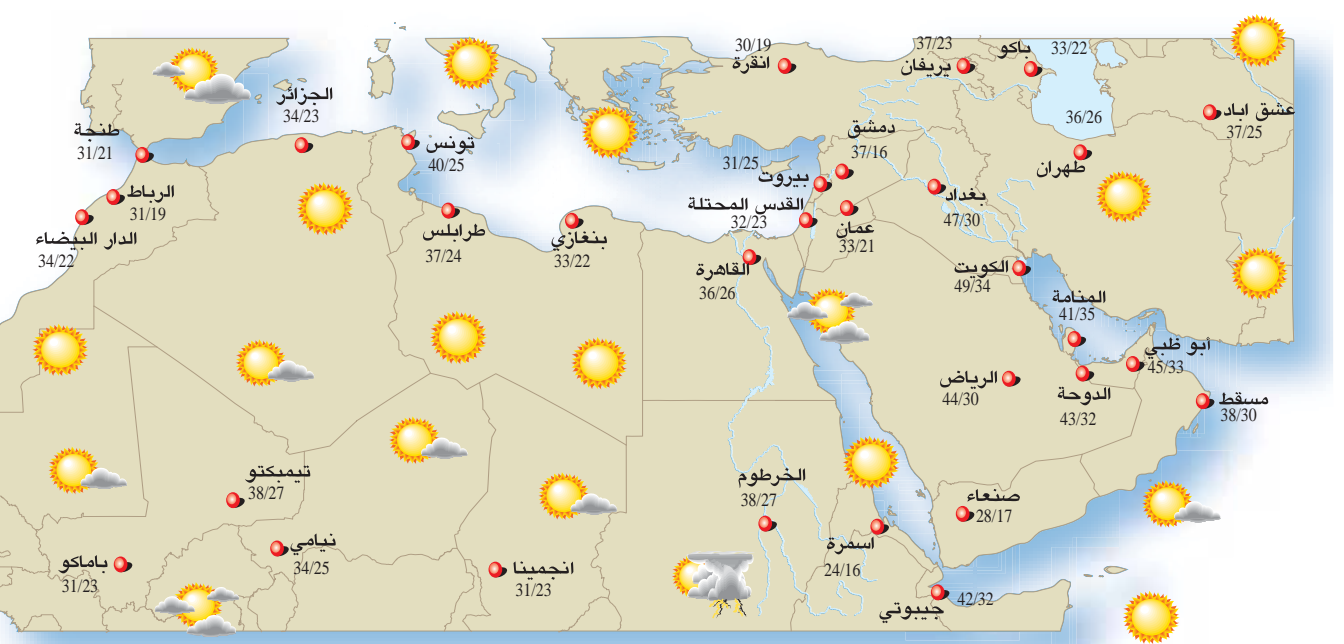 33/22
باكو
37/23
يريفان
30/19
انقرة
عشق اباد
37/25
36/26
طهران
دمشق
37/16
31/25
بيروت
بغداد
47/30
القدس المحتلة
32/23
عمان
33/21
القاهرة
36/26
الكويت
49/34
المنامة
41/35
أبو ظبي
45/33
الدوحة
43/32
الرياض
44/30
مسقط
38/30
صنعاء
28/17
الخرطوم
38/27
اسمرة
24/16
جيبوتي
42/32
الجزائر
34/23
طنجة
31/21
تونس
40/25
الرباط
31/19
الدار البيضاء
34/22
طرابلس
37/24
بنغازي
33/22
تيمبكتو
38/27
نيامي
34/25
باماكو
31/23
انجمينا
31/23